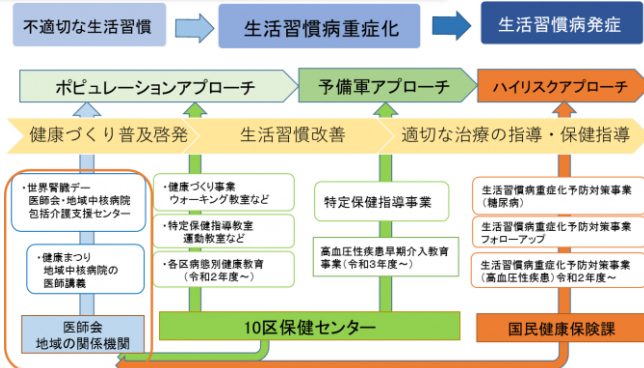 不適切な生活習慣
生活習慣病重症化
生活習慣病発症
ポピュレーションアプローチ
予備軍アプローチ
ハイリスクアプローチ
健康づくり普及啓発
生活習慣改善
適切な治療の指導・保健指導
・世界腎臓デー
医師会・地域中核病院
包括介護支援センター
・健康まつり
地域中核病院の
医師講義
医師会
地域の関係機関
・健康づくり事業
ウォーキング教室など
・特定保健指導教室
運動教室など
・各区病態別健康教育
(令和2年度~)
特定保健指導事業
高血圧性疾患早期介入教育
事業(令和3年度~)
10区保健センター
生活習慣病重症化予防対策事業
(糖尿病)
生活習慣病重症化予防対策事業
フォローアップ
生活習慣病重症化予防対策事業
(高血圧性疾患)令和2年度~
国民健康保険課